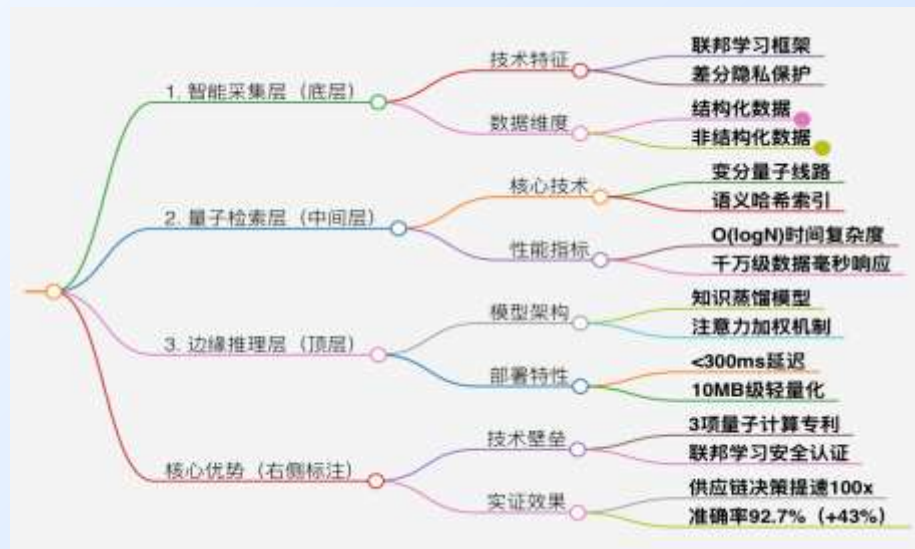 1. 智能采集层（底层）
技术特征
联邦学习框架
差分隐私保护
数据维度
结构化数据
非结构化数据
2. 量子检索层（中间层）
核心技术
变分量子线路
语义哈希索引
性能指标
O(logN)时间复杂度
千万级数据毫秒响应
3. 边缘推理层（顶层）
模型架构
知识蒸馏模型
注意力加权机制
部署特性
<300ms延迟
10MB级轻量化
核心优势（右侧标注）
技术壁垒
3项量子计算专利
联邦学习安全认证
实证效果
供应链决策提速100x
准确率92.7%（+43%）